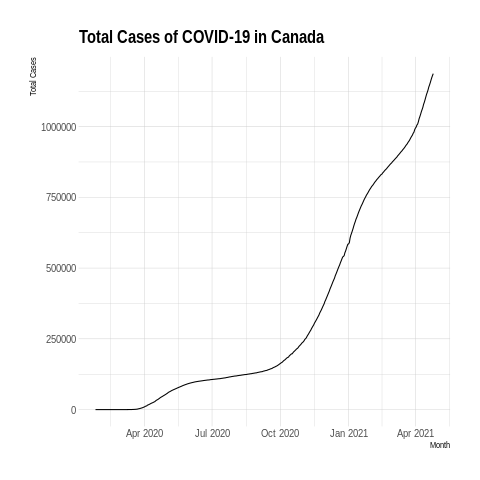 Total Cases of COVID-19 in Canada
Total Cases
1000000
750000
500000
250000
0
Apr 2020 Jul 2020 Oct 2020 Jan 2021 Apr 2021
Month